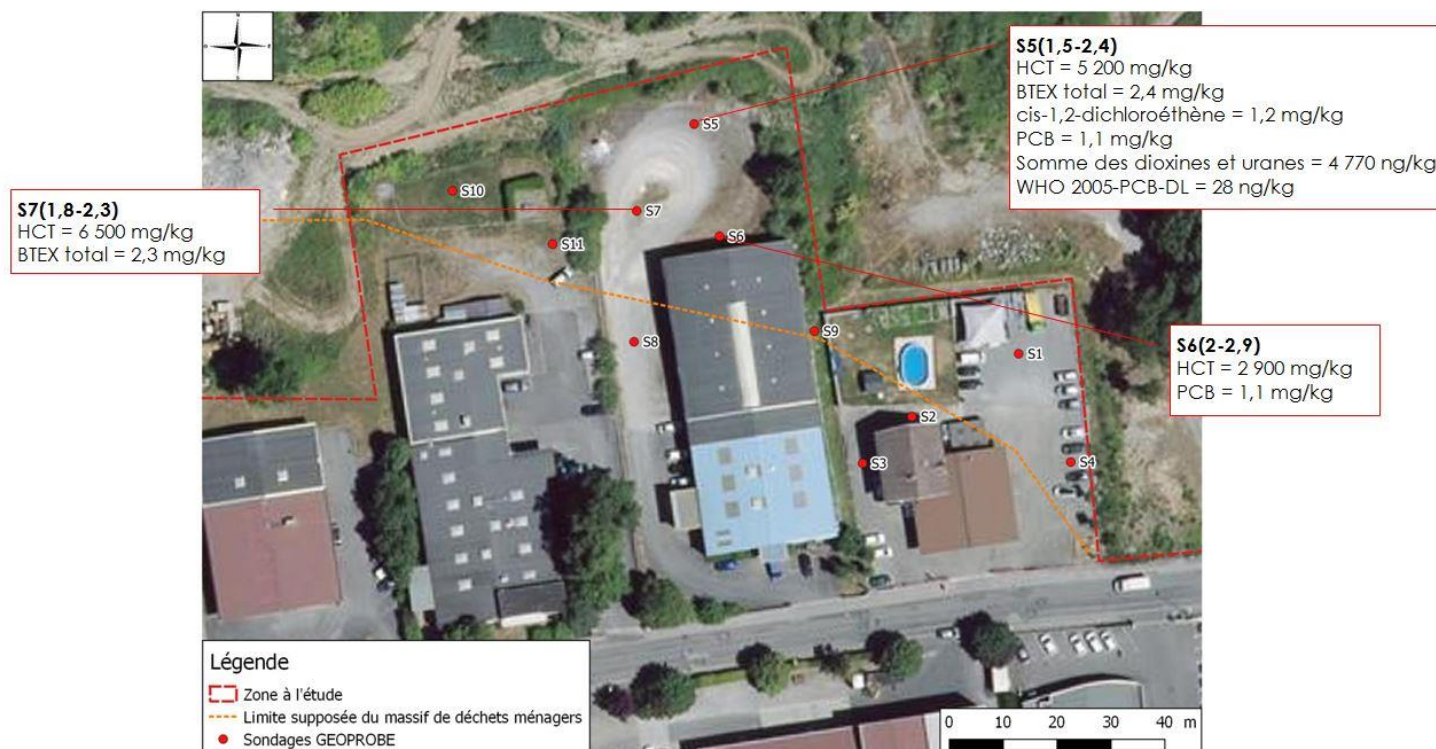 S5(1,5-2,4)
HCT = 5 200 mg/kg
BTEX total = 2,4 mg/kg
cis-1,2-dichloroéthène = 1,2 mg/kg
PCB = 1,1 mg/kg
Somme des dioxines et uranes = 4 770 ng/kg
WHO 2005-PCB-DL = 28 ng/kg
S7(1,8-2,3)
HCT = 6 500 mg/kg
BTEX total = 2,3 mg/kg
S6(2-2,9)
HCT = 2 900 mg/kg
PCB = 1,1 mg/kg
S5
S10
S7
S6
S11
S9
S8
S1
S2
S3
S4
Légende
Zone à l'étude
Limite supposée du massif de déchets ménagers
Sondages GEOPROBE
0 10 20 30 40 m